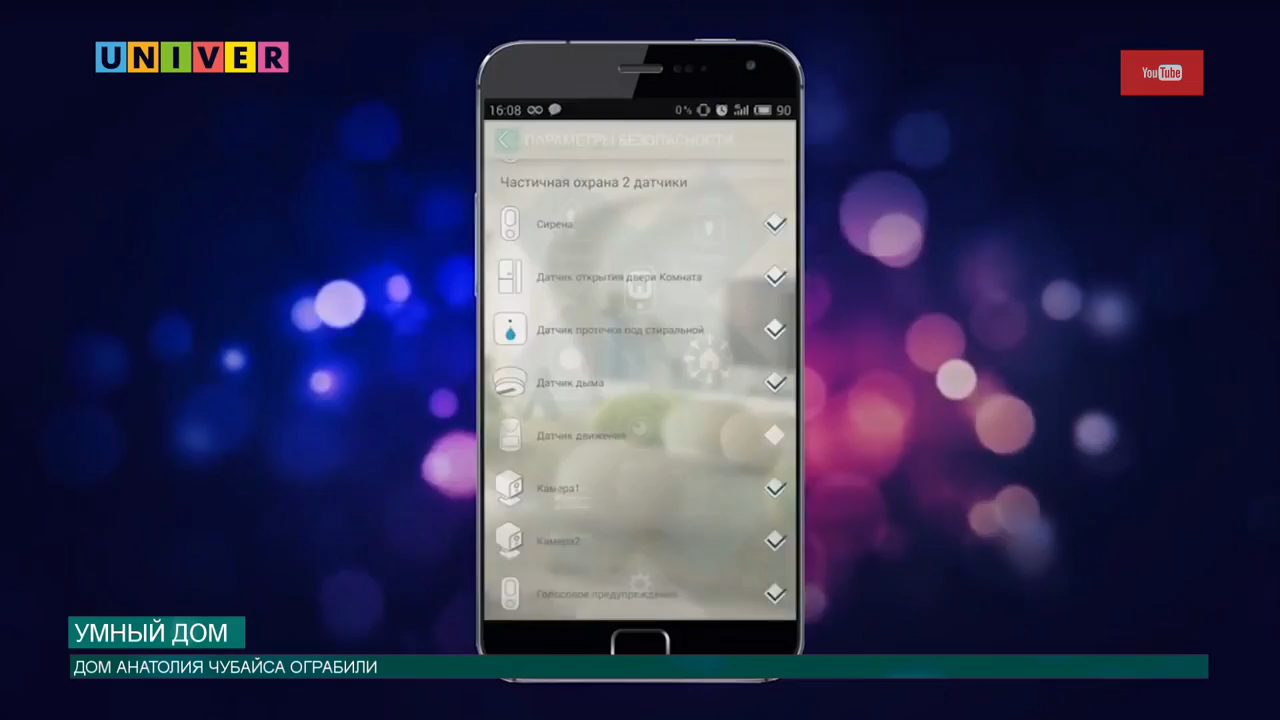 UNIVER
YouTube
16:08
0%
90
ПАРАМЕТРЫ БЕЗОПАСНОСТИ
Частичная охрана 2 датчики
Сирена
Датчик открытия двери Комната
Датчик протечки под стиральной
Датчик дыма
Датчик движения
Камера1
Камера2
Голосовое предупреждение
УМНЫЙ ДОМ
ДОМ АНАТОЛИЯ ЧУБАЙСА ОГРАБИЛИ